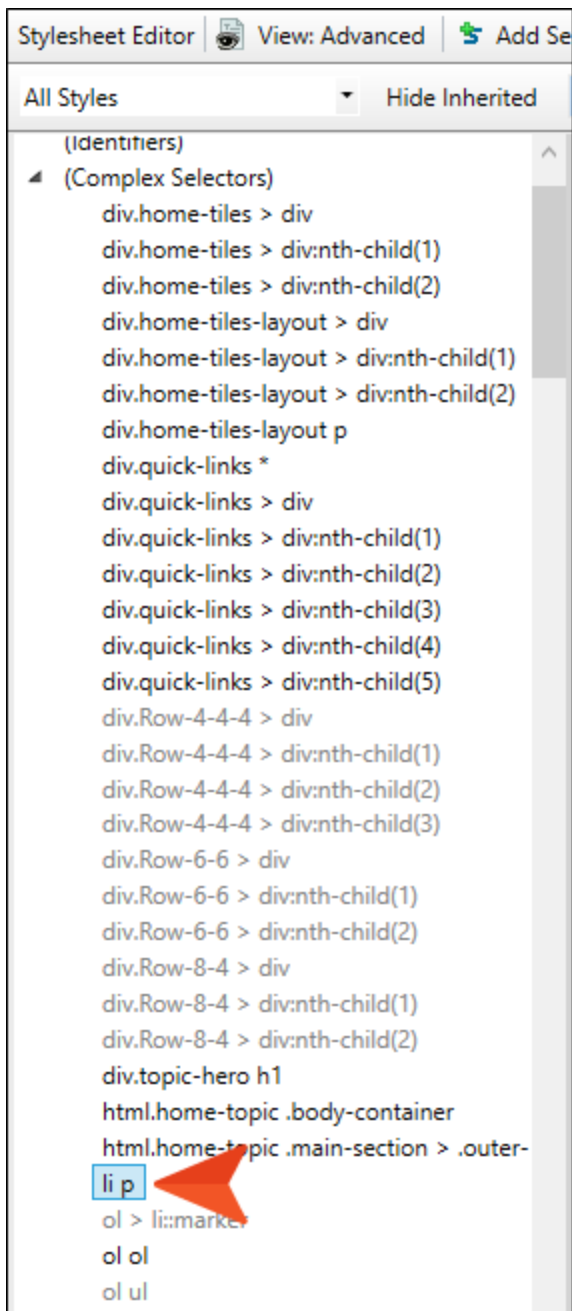 Stylesheet Editor View: Advanced Add Se
All Styles Hide Inherited
(Identifiers)
(Complex Selectors)
div.home-tiles > div
div.home-tiles > div:nth-child(1)
div.home-tiles > div:nth-child(2)
div.home-tiles-layout > div
div.home-tiles-layout > div:nth-child(1)
div.home-tiles-layout > div:nth-child(2)
div.home-tiles-layout p
div.quick-links *
div.quick-links > div
div.quick-links > div:nth-child(1)
div.quick-links > div:nth-child(2)
div.quick-links > div:nth-child(3)
div.quick-links > div:nth-child(4)
div.quick-links > div:nth-child(5)
div.Row-4-4-4 > div
div.Row-4-4-4 > div:nth-child(1)
div.Row-4-4-4 > div:nth-child(2)
div.Row-4-4-4 > div:nth-child(3)
div.Row-6-6 > div
div.Row-6-6 > div:nth-child(1)
div.Row-6-6 > div:nth-child(2)
div.Row-8-4 > div
div.Row-8-4 > div:nth-child(1)
div.Row-8-4 > div:nth-child(2)
div.topic-hero h1
html.home-topic .body-container
html.home-topic .main-section > .outer-
li p
ol > li::marker
ol ol
ol ul